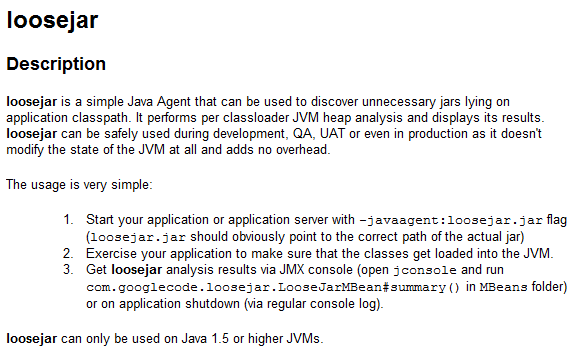 loosejar
Description
loosejar is a simple Java Agent that can be used to discover unnecessary jars lying on
application classpath. It performs per classloader JVM heap analysis and displays its results.
loosejar can be safely used during development, QA, UAT or even in production as it doesn't
modify the state of the JVM at all and adds no overhead.
The usage is very simple:
1. Start your application or application server with -javaagent:loosejar.jar flag
(loosejar.jar should obviously point to the correct path of the actual jar)
2. Exercise your application to make sure that the classes get loaded into the JVM.
3. Get loosejar analysis results via JMX console (open jconsole and run
com.googlecode.loosejar.LooseJarMBean#summary() in MBeans folder)
or on application shutdown (via regular console log).
loosejar can only be used on Java 1.5 or higher JVMs.